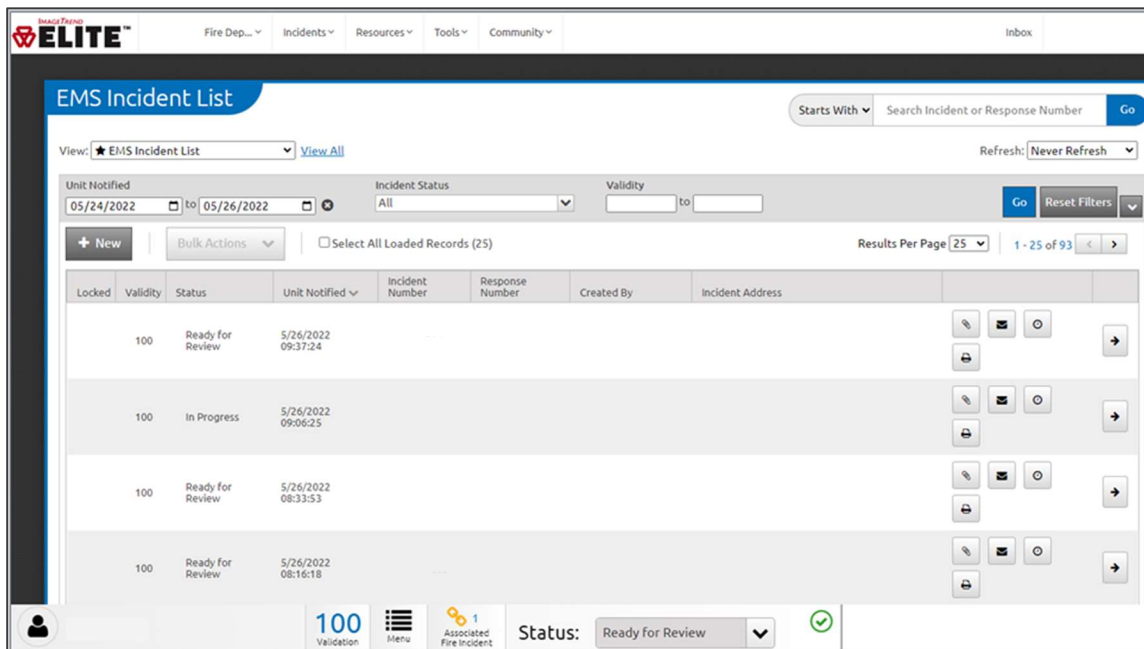 IMAGETREND
ELITE™
Fire Dep... Incidents Resources Tools Community Inbox
EMS Incident List
Starts With Search Incident or Response Number Go
View: ★ EMS Incident List View All Refresh: Never Refresh
Unit Notified Incident Status Validity
05/24/2022 to 05/26/2022 All to Go Reset Filters
+ New Bulk Actions Select All Loaded Records (25) Results Per Page 25 1 - 25 of 93
Locked Validity Status Unit Notified Incident Number Response Number Created By Incident Address
100 Ready for Review 5/26/2022 09:37:24
100 In Progress 5/26/2022 09:06:25
100 Ready for Review 5/26/2022 08:33:53
100 Ready for Review 5/26/2022 08:16:18
100 Validation Menu 1 Associated Fire Incident Status: Ready for Review